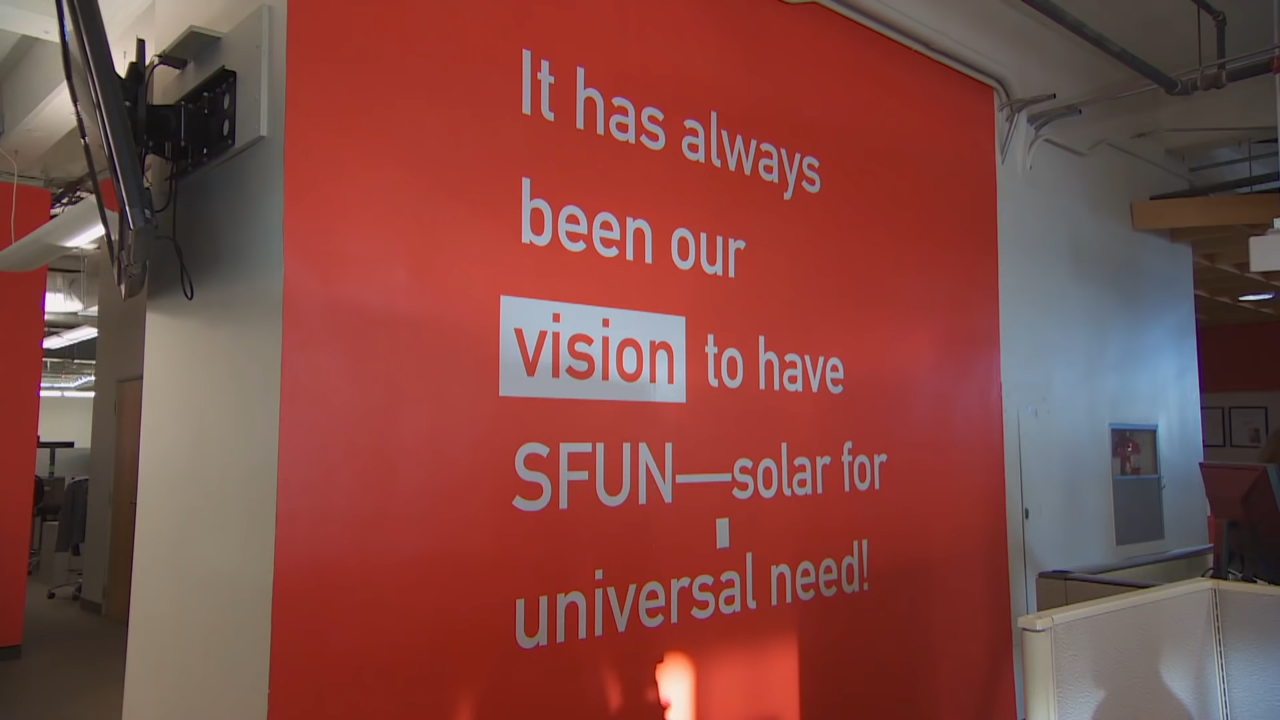 It has always
been our
vision to have
SFUN—solar for
universal need!